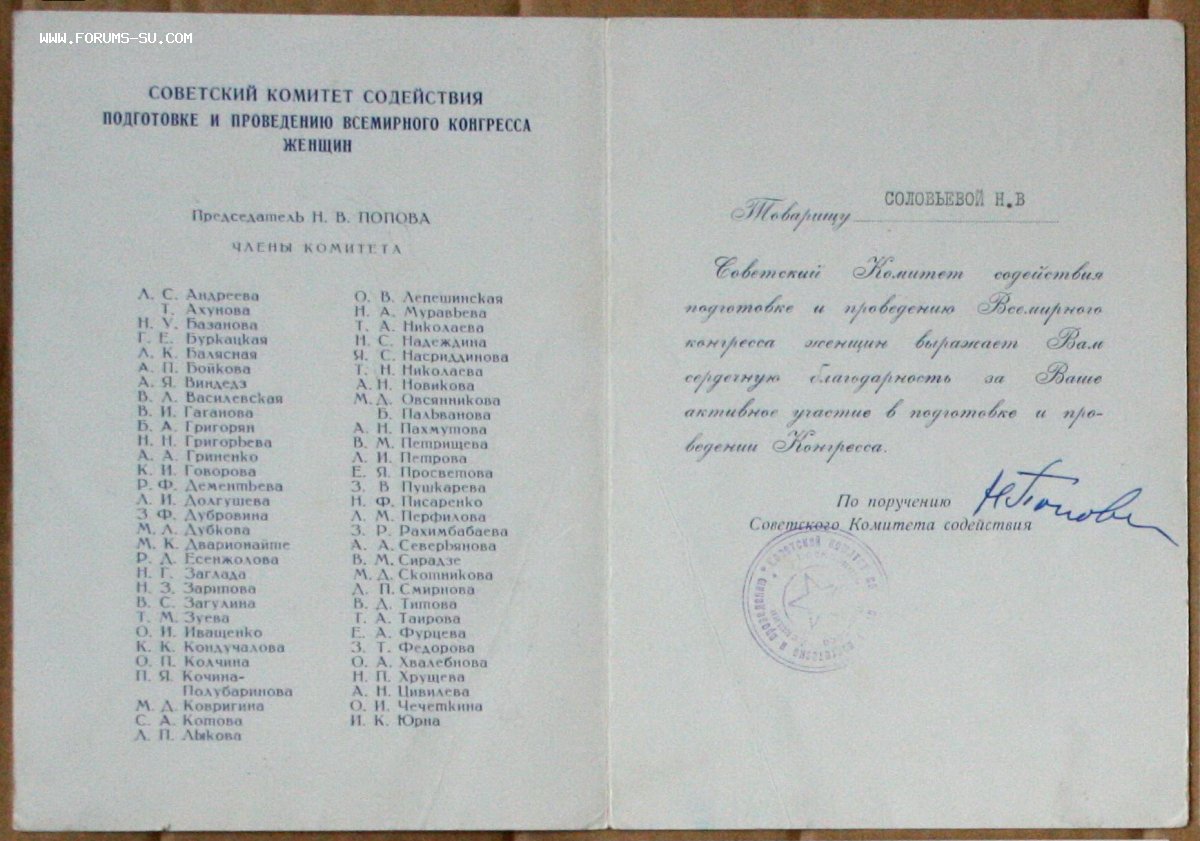 WWW.FORUMS-SU.COM
СОВЕТСКИЙ КОМИТЕТ СОДЕЙСТВИЯ
ПОДГОТОВКЕ И ПРОВЕДЕНИЮ ВСЕМИРНОГО КОНГРЕССА
ЖЕНЩИН
Председатель Н. В. ПОПОВА
ЧЛЕНЫ КОМИТЕТА
Л. С. Андреева
Т. Ахунова
Н. У. Базанова
Г. Е. Буркацкая
Л. К. Балясная
А. П. Бойкова
А. Я. Виндедз
В. Л. Василевская
В. И. Гаганова
Б. А. Григорян
Н. Н. Григорьева
А. А. Гриненко
К. И. Говорова
Р. Ф. Дементьева
Л. И. Долгушева
З Ф. Дубровина
М. Л. Дубкова
М. К. Дварионайте
Р. Д. Есенжолова
Н. Г. Заглада
Н. З. Зарипова
В. С. Загулина
Т. М. Зуева
О. И. Иващенко
К. К. Кондучалова
О. П. Колчина
П. Я. Кочина-
Полубаринова
М. Д. Ковригина
С. А. Котова
Л. П. Лыкова
О. В. Лепешинская
Н. А. Муравьева
Т. А. Николаева
Н. С. Надеждина
Я. С. Насриддинова
Т. Н. Николаева
А. Н. Новикова
М. Д. Овсянникова
Б. Пальванова
А. Н. Пахмутова
В. М. Петрищева
Л. И. Петрова
Е. Я. Просветова
З. В Пушкарева
Н. Ф. Писаренко
Л. М. Перфилова
З. Р. Рахимбабаева
А. А. Северьянова
В. М. Сирадзе
М. Д. Скотникова
Л. П. Смирнова
В. Д. Титова
Т. А. Таирова
Е. А. Фурцева
З. Т. Федорова
О. А. Хвалебнова
Н. П. Хрущева
А. Н. Цивилева
О. И. Чечеткина
И. К. Юрна
Товарищу СОЛОВЬЕВОЙ Н.В
Советский Комитет содействия
подготовке и проведению Всемирного
конгресса женщин выражает Вам
сердечную благодарность за Ваше
активное участие в подготовке и про-
ведении Конгресса.
По поручению Н Попова
Советского Комитета содействия